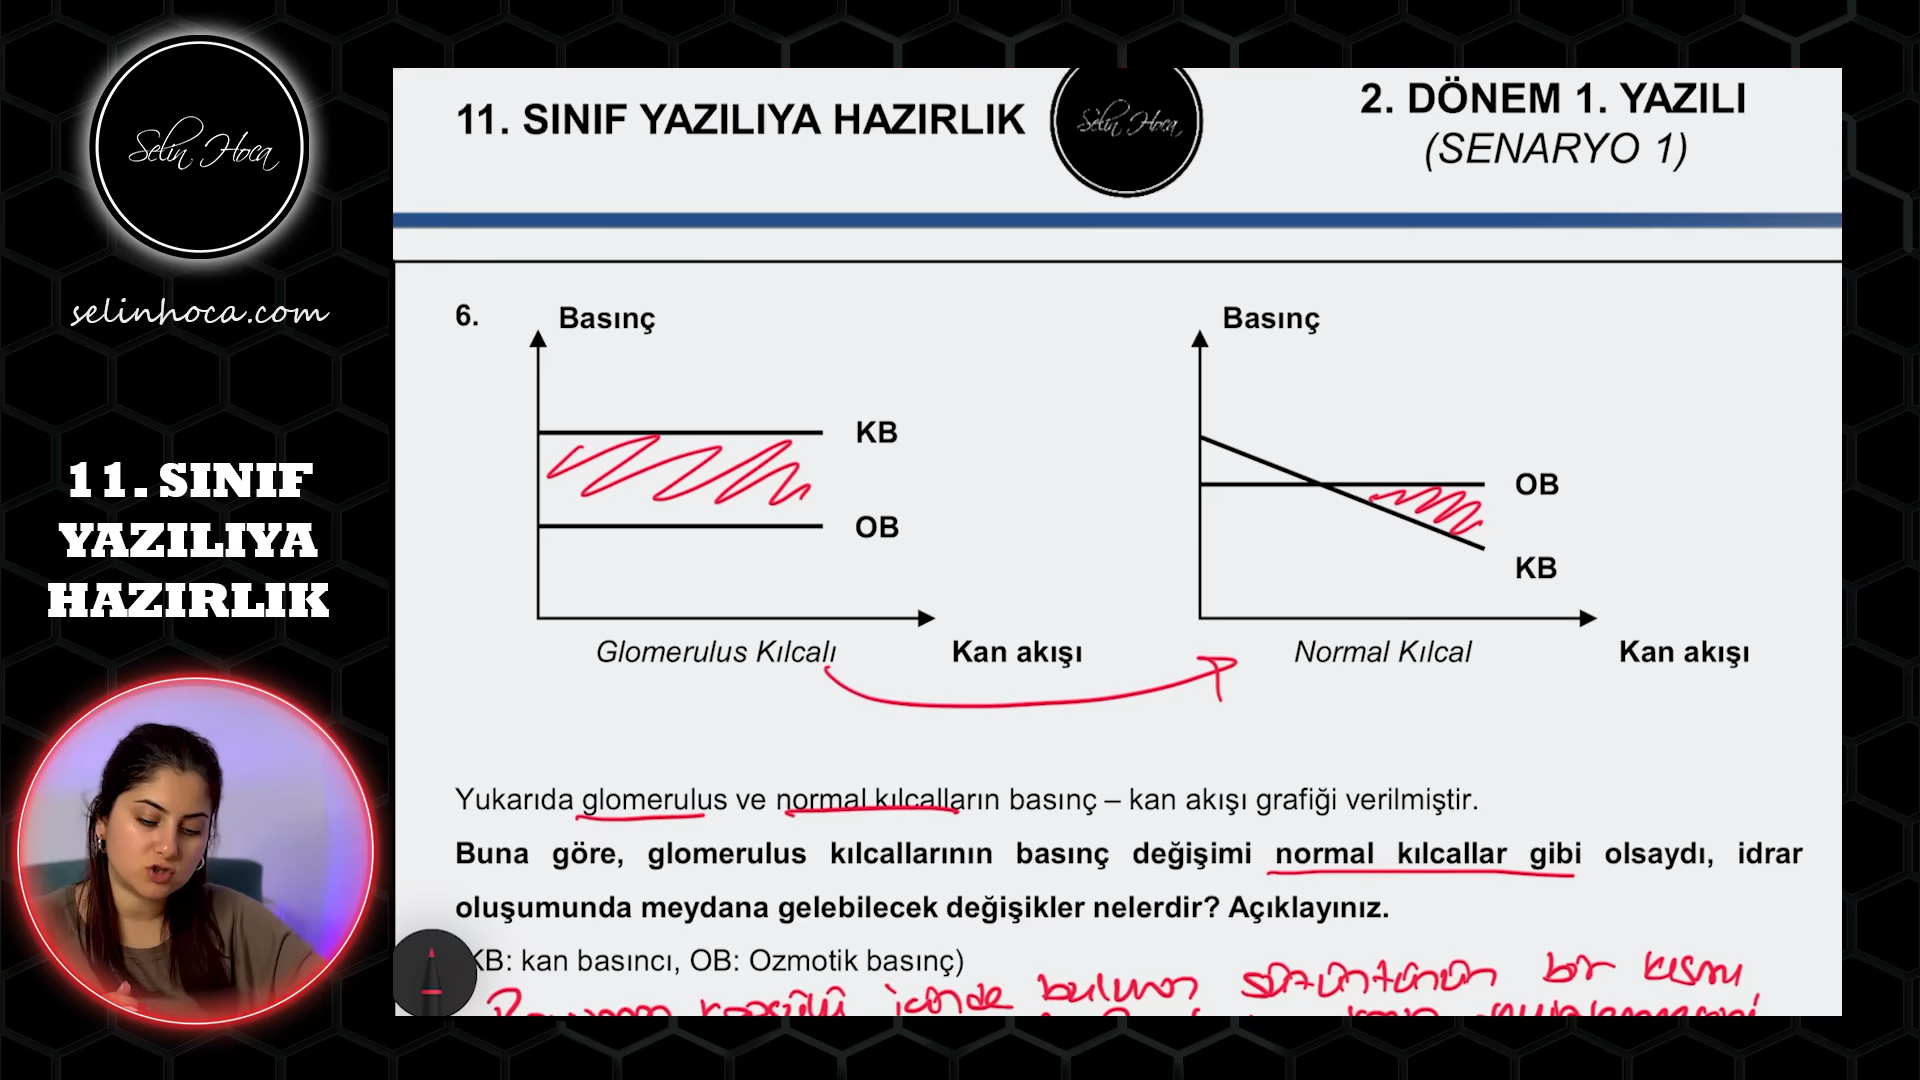 Selin Hoca
selinhoca.com
11. SINIF
YAZILIYA
HAZIRLIK
11. SINIF YAZILIYA HAZIRLIK
Selin Hoca
2. DÖNEM 1. YAZILI
(SENARYO 1)
6.
Basınç
KB
OB
Glomerulus Kılcalı
Kan akışı
Basınç
OB
KB
Normal Kılcal
Kan akışı
Yukarıda glomerulus ve normal kılcalların basınç – kan akışı grafiği verilmiştir.
Buna göre, glomerulus kılcallarının basınç değişimi normal kılcallar gibi olsaydı, idrar
oluşumunda meydana gelebilecek değişikler nelerdir? Açıklayınız.
KB: kan basıncı, OB: Ozmotik basınç)
içinde bulunan süzüntünün bir kısmı,